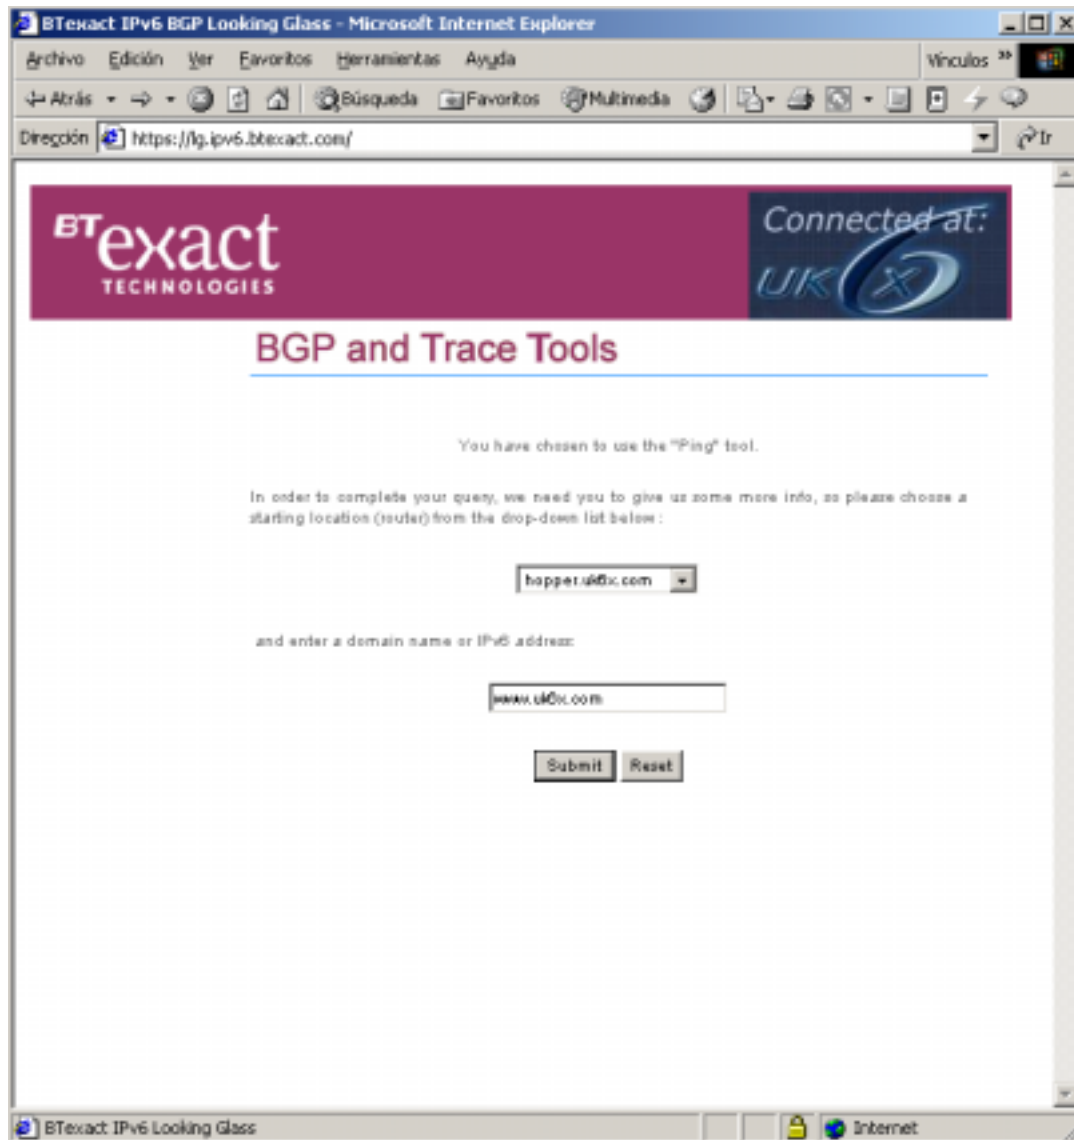 BTexact IPv6 BGP Looking Glass - Microsoft Internet Explorer
Archivo Edición Ver Favoritos Herramientas Ayuda Vínculos »
Atrás Búsqueda Favoritos Multimedia
Dirección https://lg.ipv6.btexact.com/ Ir
BTexact TECHNOLOGIES
Connected at:
UK6X
BGP and Trace Tools
You have chosen to use the "Ping" tool.
In order to complete your query, we need you to give us some more info, so please choose a
starting location (router) from the drop-down list below :
hopper.uk6x.com
and enter a domain name or IPv6 address:
www.uk6x.com
Submit Reset
BTexact IPv6 Looking Glass Internet